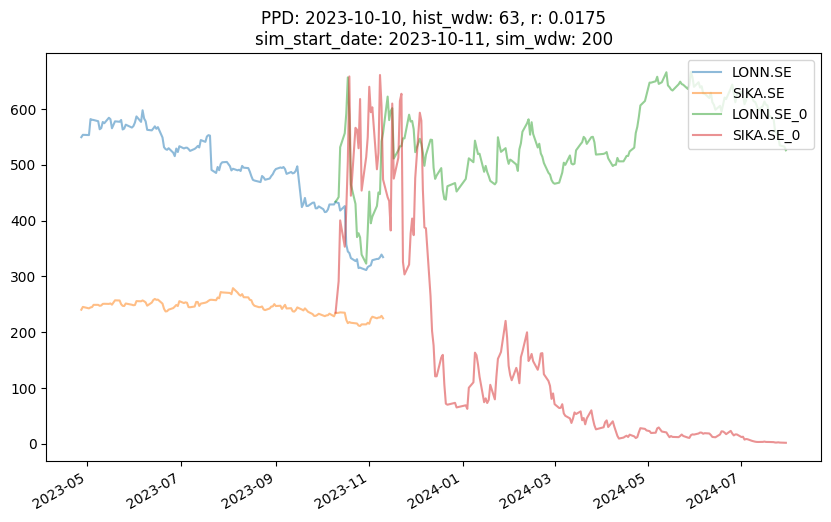 PPD: 2023-10-10, hist_wdw: 63, r: 0.0175
sim_start_date: 2023-10-11, sim_wdw: 200
LONN.SE
SIKA.SE
LONN.SE_0
SIKA.SE_0
600
500
400
300
200
100
0
2023-05
2023-07
2023-09
2023-11
2024-01
2024-03
2024-05
2024-07